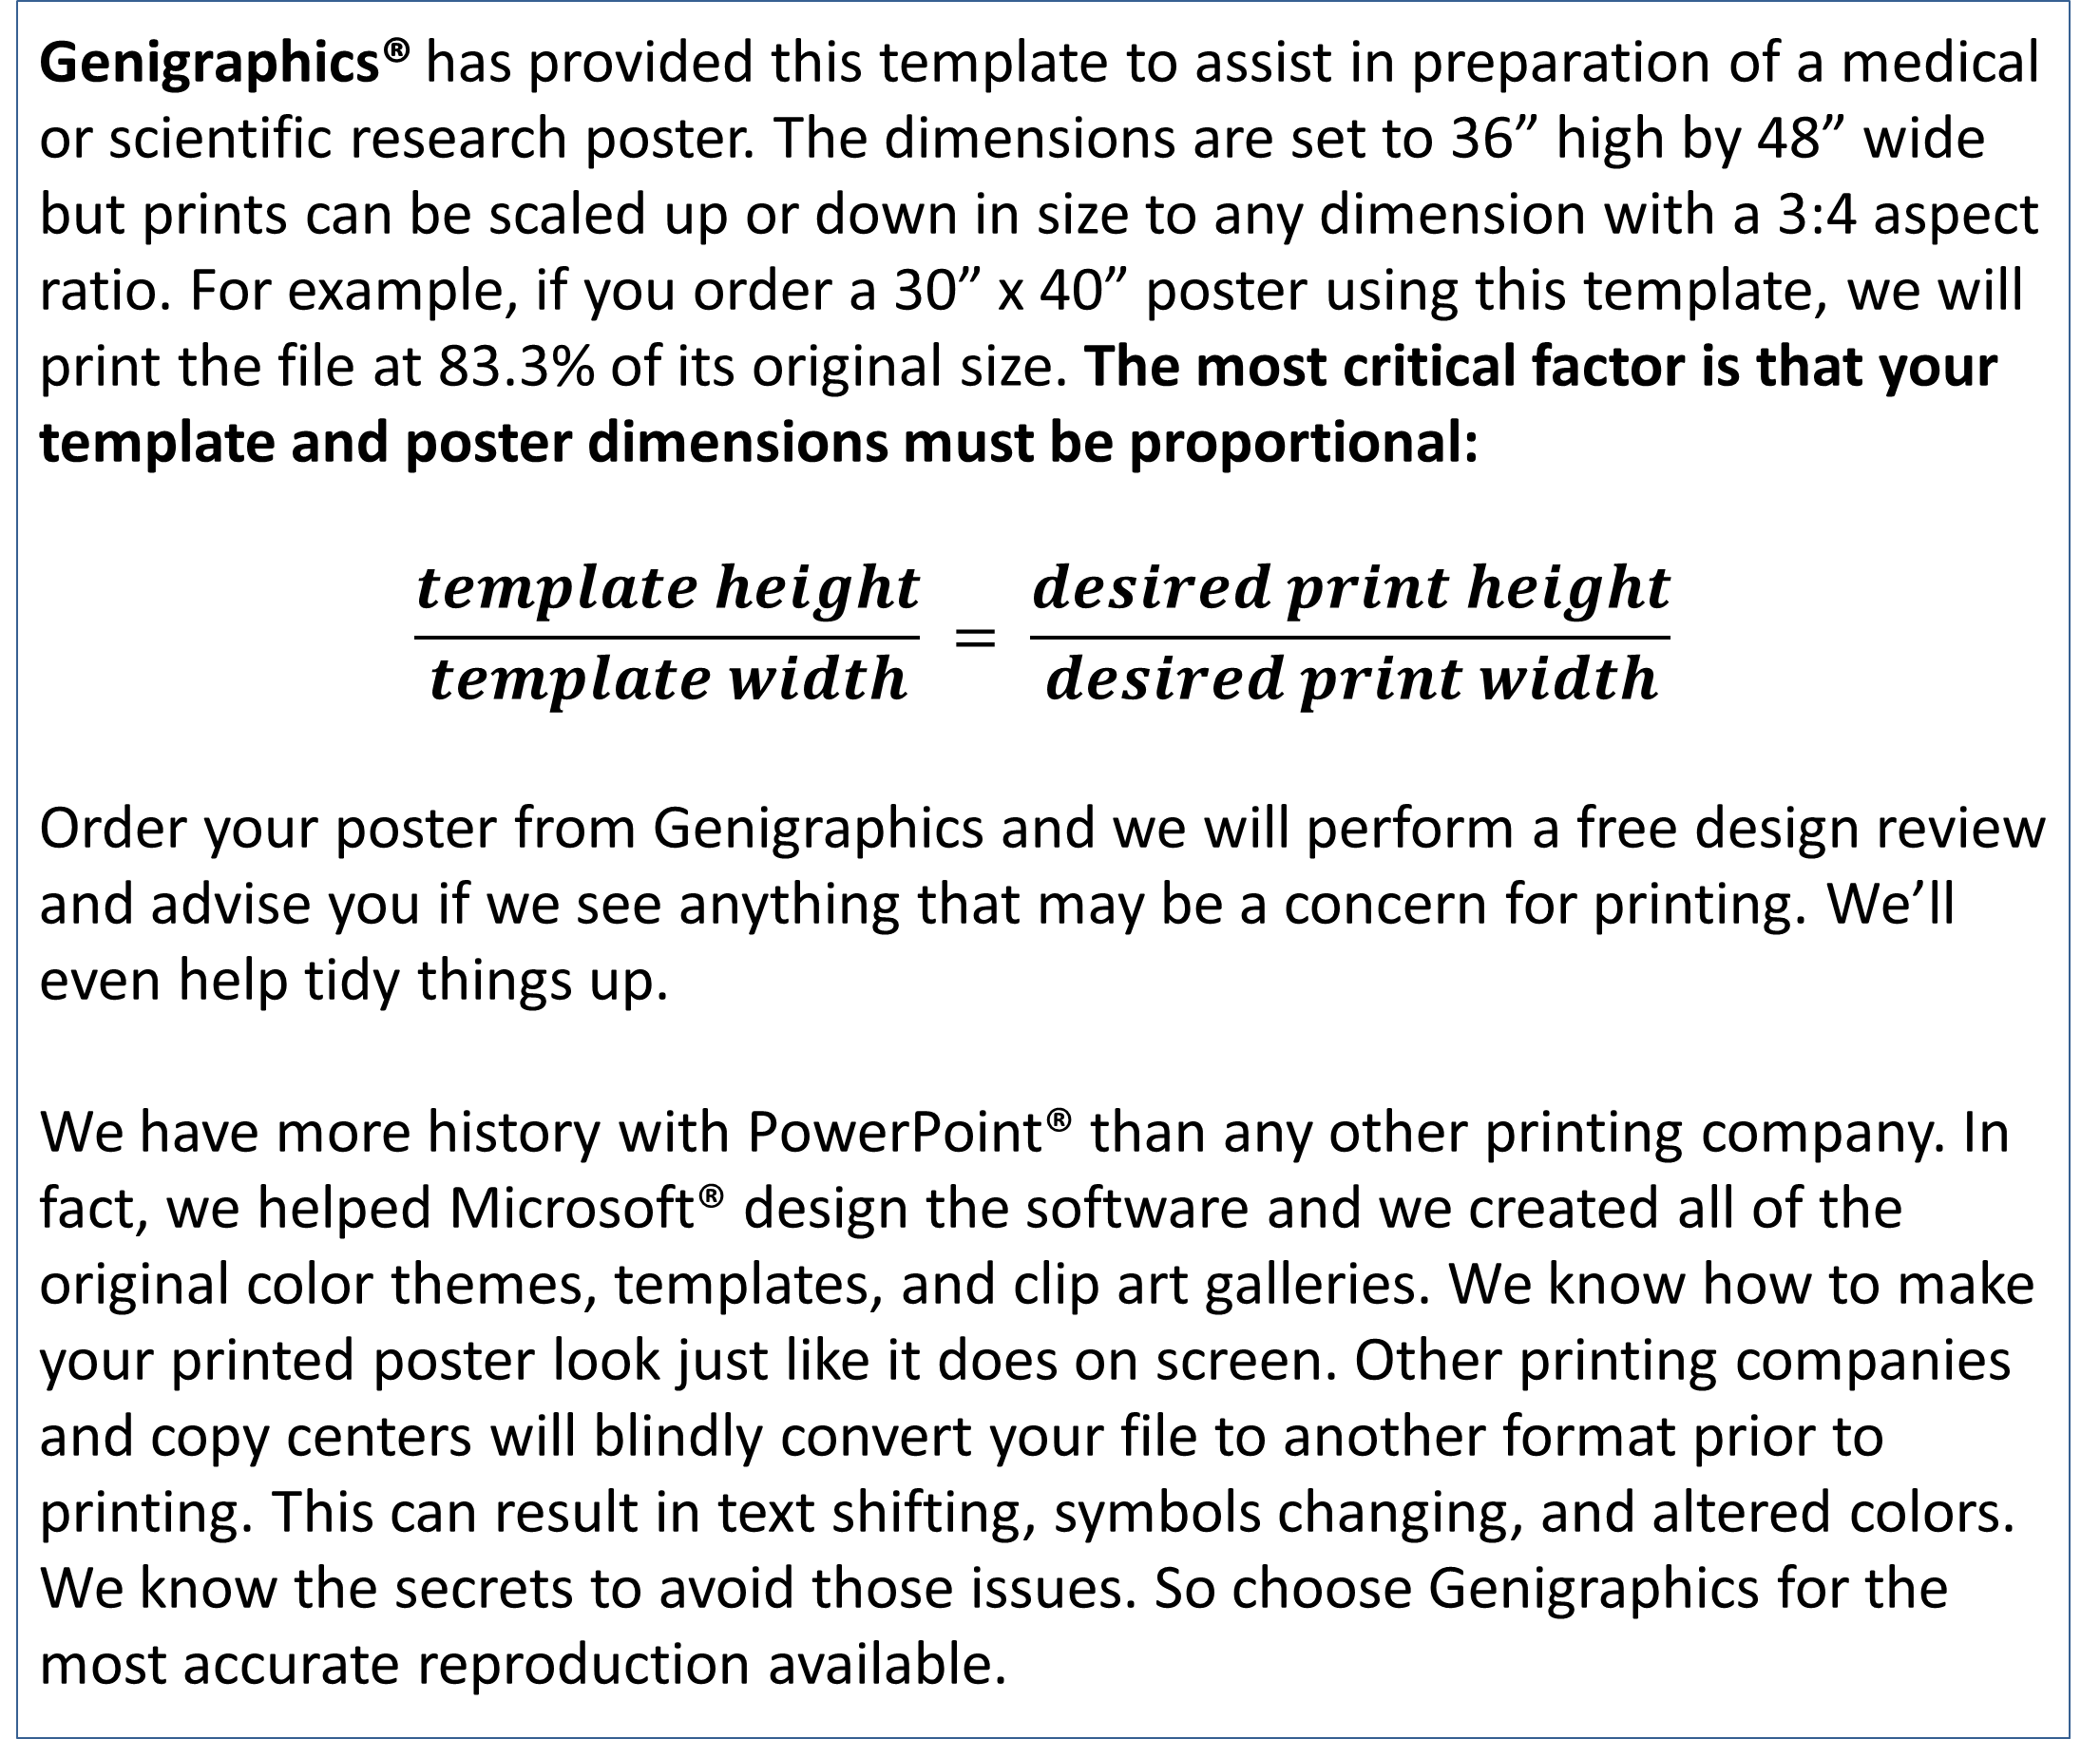 Genigraphics® has provided this template to assist in preparation of a medical
or scientific research poster. The dimensions are set to 36” high by 48” wide
but prints can be scaled up or down in size to any dimension with a 3:4 aspect
ratio. For example, if you order a 30” x 40” poster using this template, we will
print the file at 83.3% of its original size. The most critical factor is that your
template and poster dimensions must be proportional:
template height
template width
=
desired print height
desired print width
Order your poster from Genigraphics and we will perform a free design review
and advise you if we see anything that may be a concern for printing. We’ll
even help tidy things up.
We have more history with PowerPoint® than any other printing company. In
fact, we helped Microsoft® design the software and we created all of the
original color themes, templates, and clip art galleries. We know how to make
your printed poster look just like it does on screen. Other printing companies
and copy centers will blindly convert your file to another format prior to
printing. This can result in text shifting, symbols changing, and altered colors.
We know the secrets to avoid those issues. So choose Genigraphics for the
most accurate reproduction available.